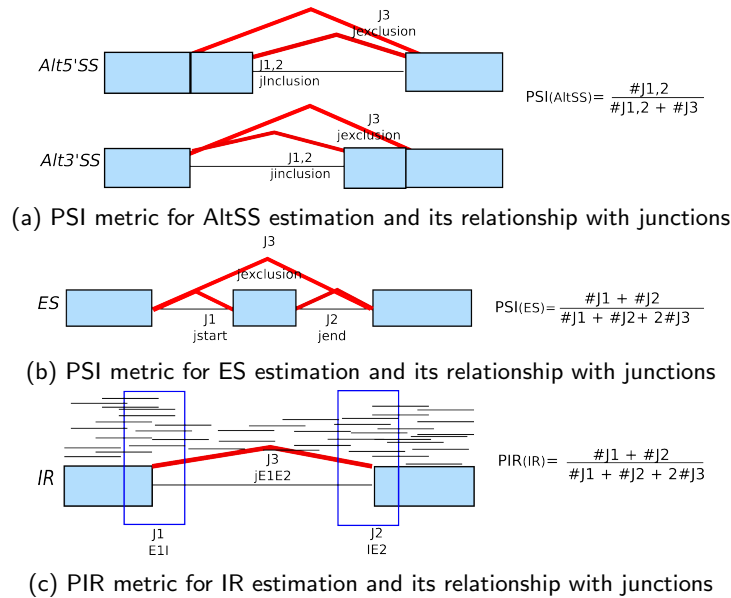 J3
jexclusion
Alt5'SS
J1,2
jInclusion
PSI(AltSS)= #J1,2
#J1,2 + #J3
J3
jexclusion
Alt3'SS
J1,2
jinclusion
(a) PSI metric for AltSS estimation and its relationship with junctions
J3
jexclusion
ES
J1
jstart
J2
jend
PSI(ES)= #J1 + #J2
#J1 + #J2+ 2#J3
(b) PSI metric for ES estimation and its relationship with junctions
IR
J3
jE1E2
J1
E1I
J2
IE2
PIR(IR)= #J1 + #J2
#J1 + #J2 + 2#J3
(c) PIR metric for IR estimation and its relationship with junctions